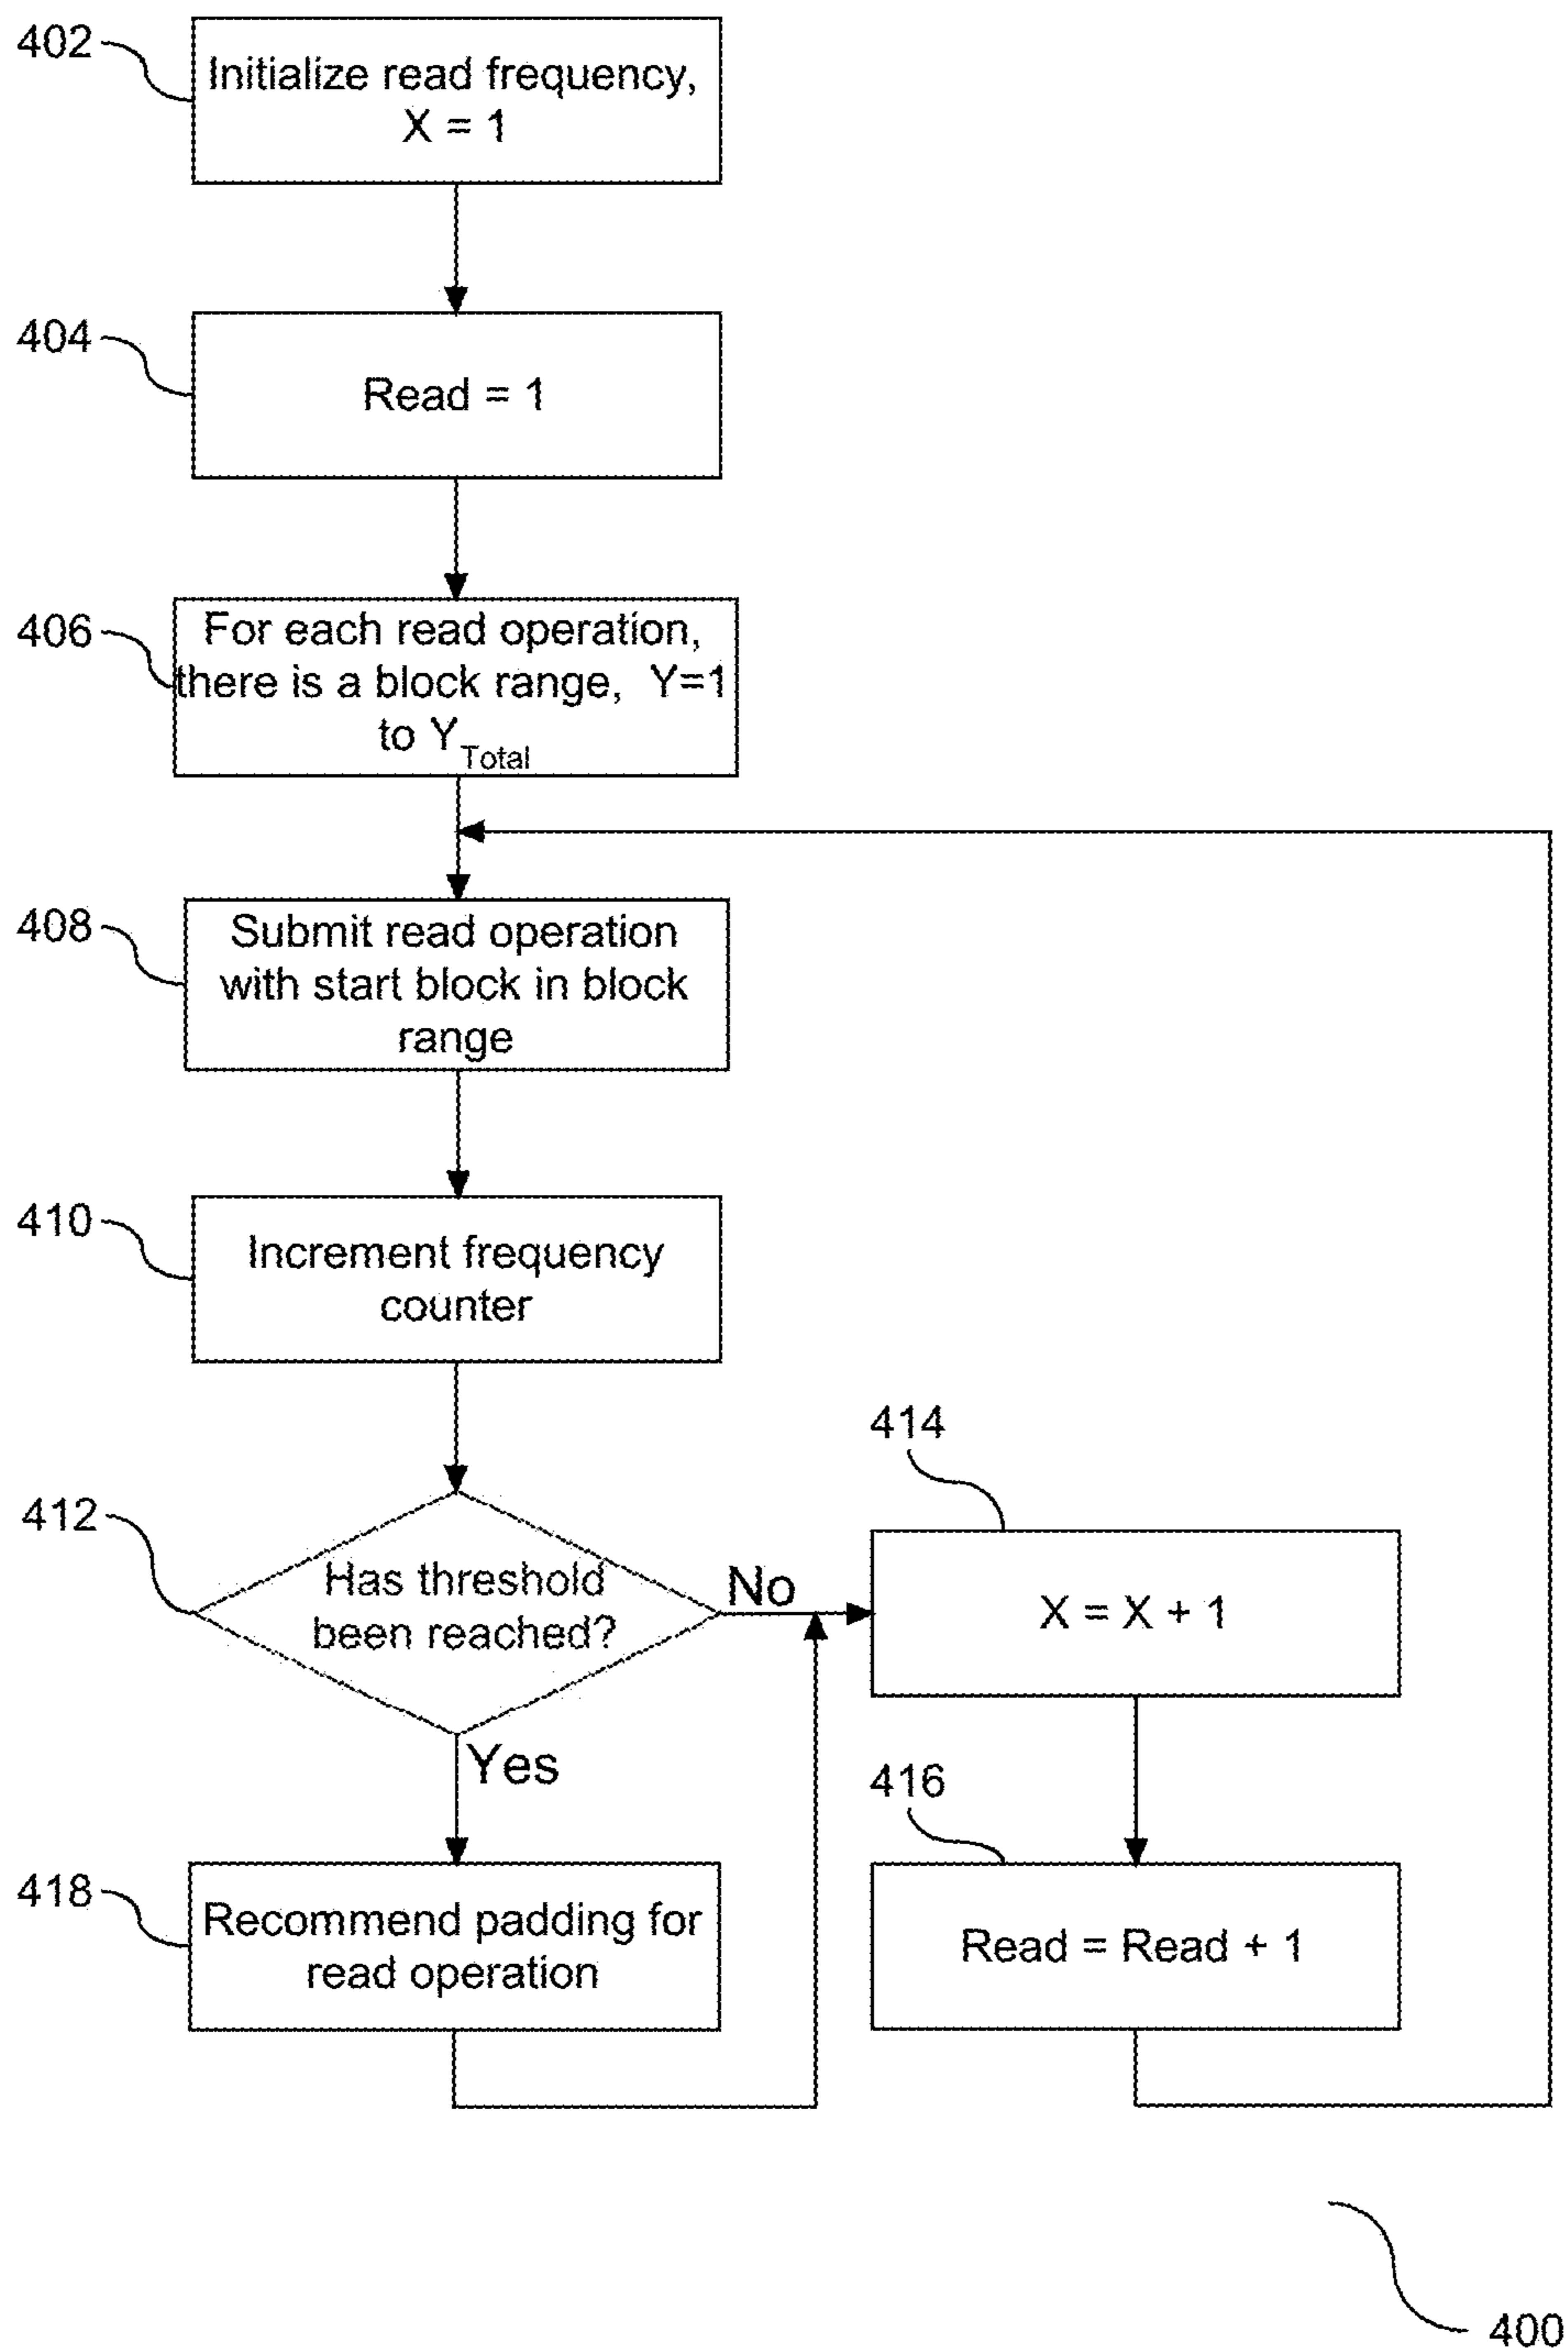 402
Initialize read frequency,
X = 1
404
Read = 1
406
For each read operation,
there is a block range, Y=1
to Y_Total
408
Submit read operation
with start block in block
range
410
Increment frequency
counter
412
Has threshold
been reached?
No
Yes
414
X = X + 1
416
Read = Read + 1
418
Recommend padding for
read operation
400